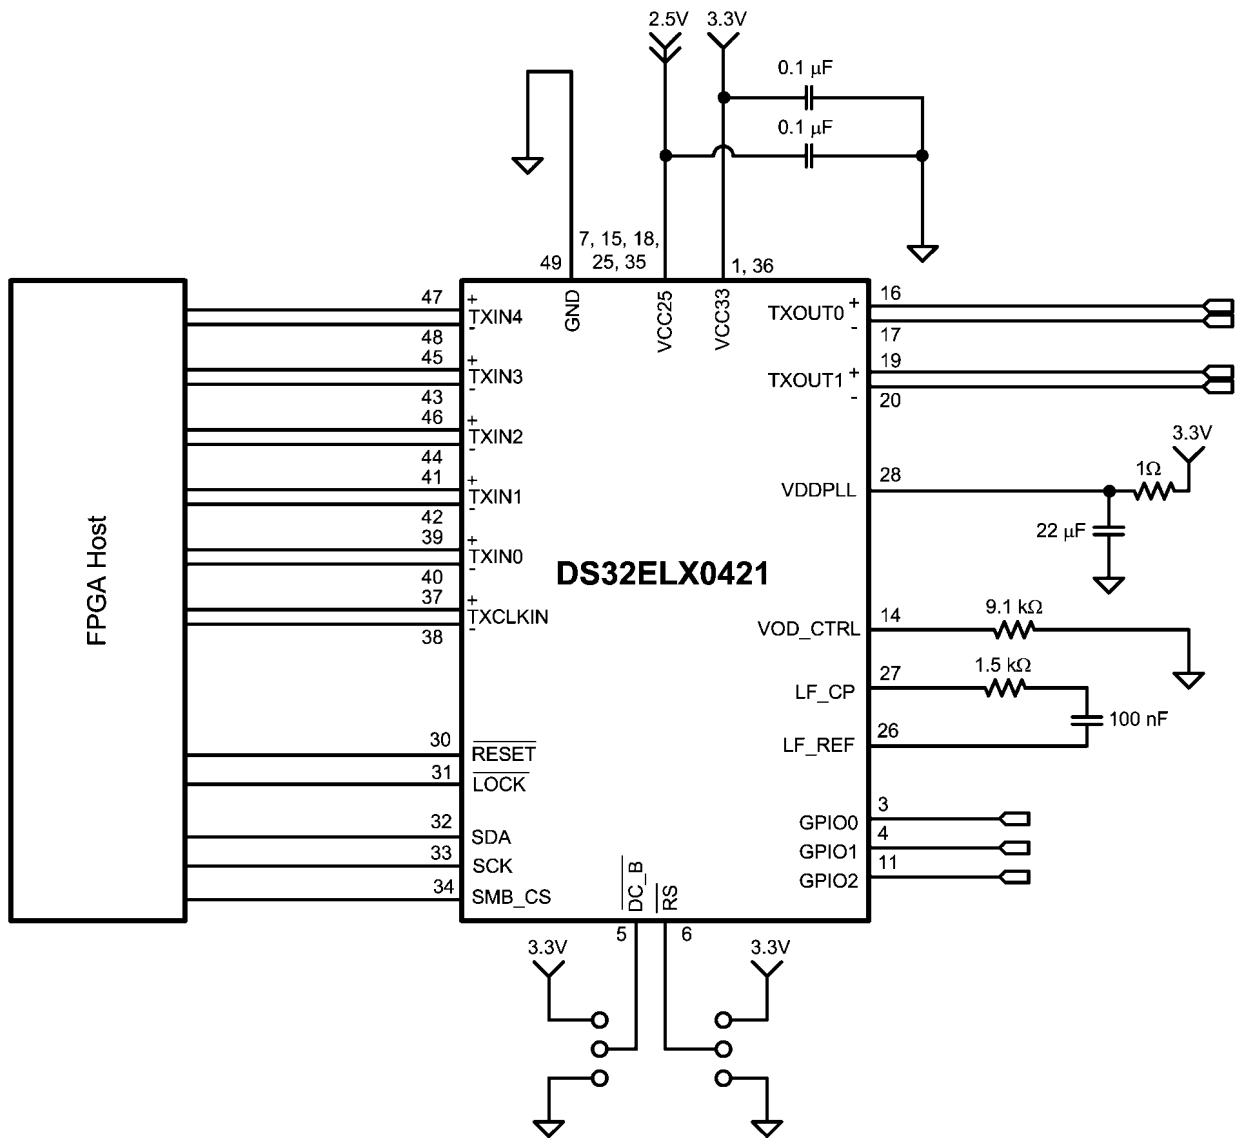 2.5V 3.3V
0.1 µF
0.1 µF
7, 15, 18,
25, 35
49
1, 36
GND
VCC25
VCC33
FPGA Host
DS32ELX0421
47
+
TXIN4
-
48
45
+
TXIN3
-
43
46
+
TXIN2
-
44
41
+
TXIN1
-
42
39
+
TXIN0
-
40
37
+
TXCLKIN
-
38
30
RESET
31
LOCK
32
SDA
33
SCK
34
SMB_CS
16
TXOUT0 +
-
17
19
TXOUT1 +
-
20
3.3V
1Ω
28
VDDPLL
22 µF
9.1 kΩ
14
VOD_CTRL
1.5 kΩ
27
LF_CP
100 nF
26
LF_REF
3
GPIO0
4
GPIO1
11
GPIO2
DC_B
RS
5
6
3.3V
3.3V